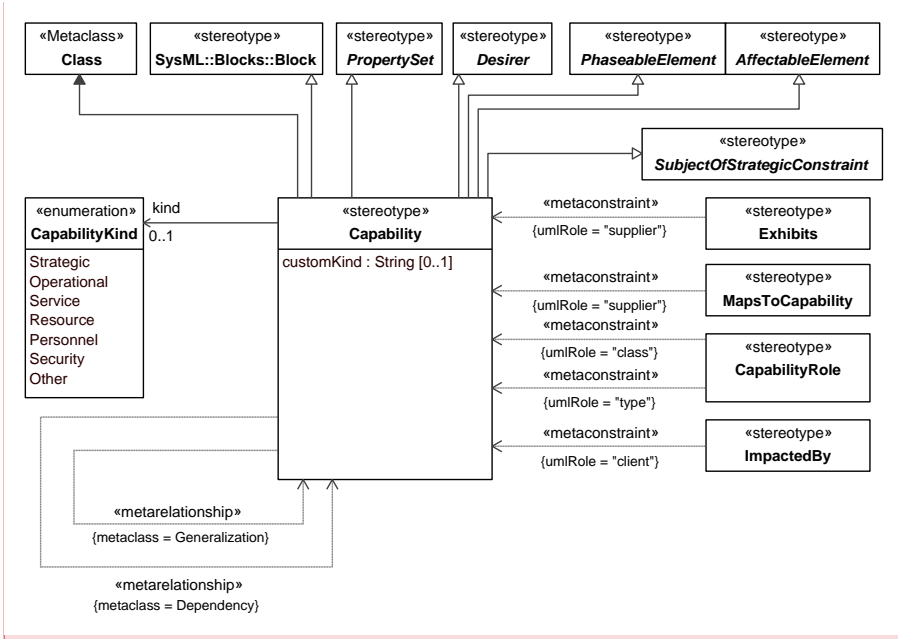 «Metaclass»
Class
«stereotype»
SysML::Blocks::Block
«stereotype»
PropertySet
«stereotype»
Desirer
«stereotype»
PhaseableElement
«stereotype»
AffectableElement
«stereotype»
SubjectOfStrategicConstraint
«enumeration»
CapabilityKind
Strategic
Operational
Service
Resource
Personnel
Security
Other
kind
0..1
«stereotype»
Capability
customKind : String [0..1]
«metaconstraint»
{umlRole = "supplier"}
«stereotype»
Exhibits
«metaconstraint»
{umlRole = "supplier"}
«stereotype»
MapsToCapability
«metaconstraint»
{umlRole = "class"}
«stereotype»
CapabilityRole
«metaconstraint»
{umlRole = "type"}
«metaconstraint»
{umlRole = "client"}
«stereotype»
ImpactedBy
«metarelationship»
{metaclass = Generalization}
«metarelationship»
{metaclass = Dependency}